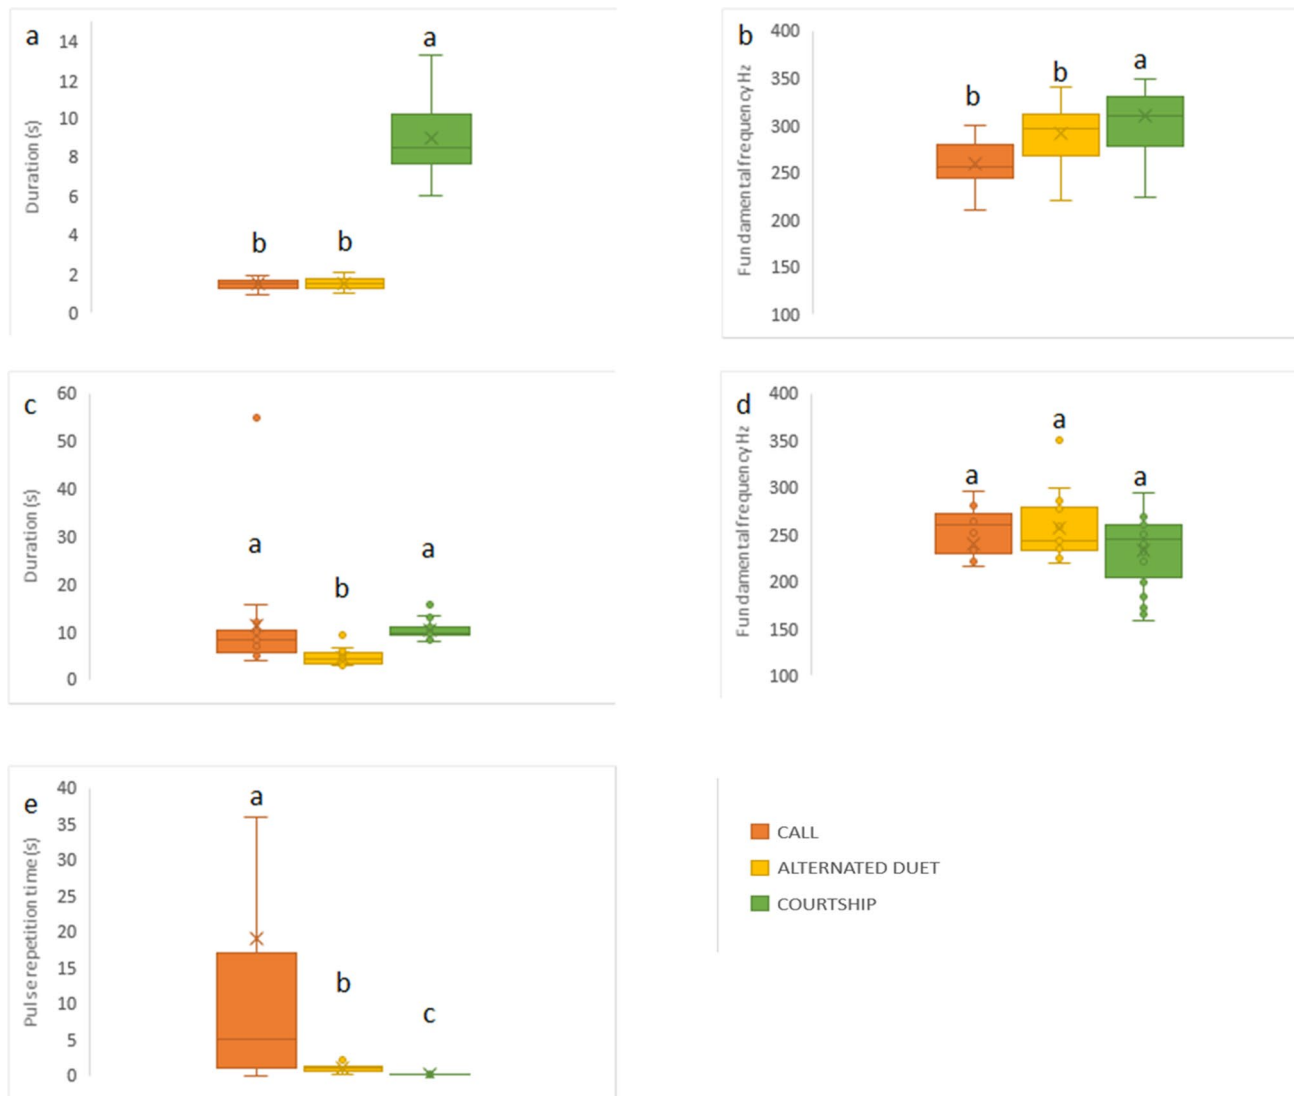 a
Duration (s)
14
12
10
8
6
4
2
0
b
b
a
b
Fundamental frequency Hz
400
350
300
250
200
150
100
b
b
a
c
Duration (s)
60
50
40
30
20
10
0
a
b
a
d
Fundamental frequency Hz
400
350
300
250
200
150
100
a
a
a
e
Pulse repetition time (s)
40
35
30
25
20
15
10
5
0
a
b
c
CALL
ALTERNATED DUET
COURTSHIP